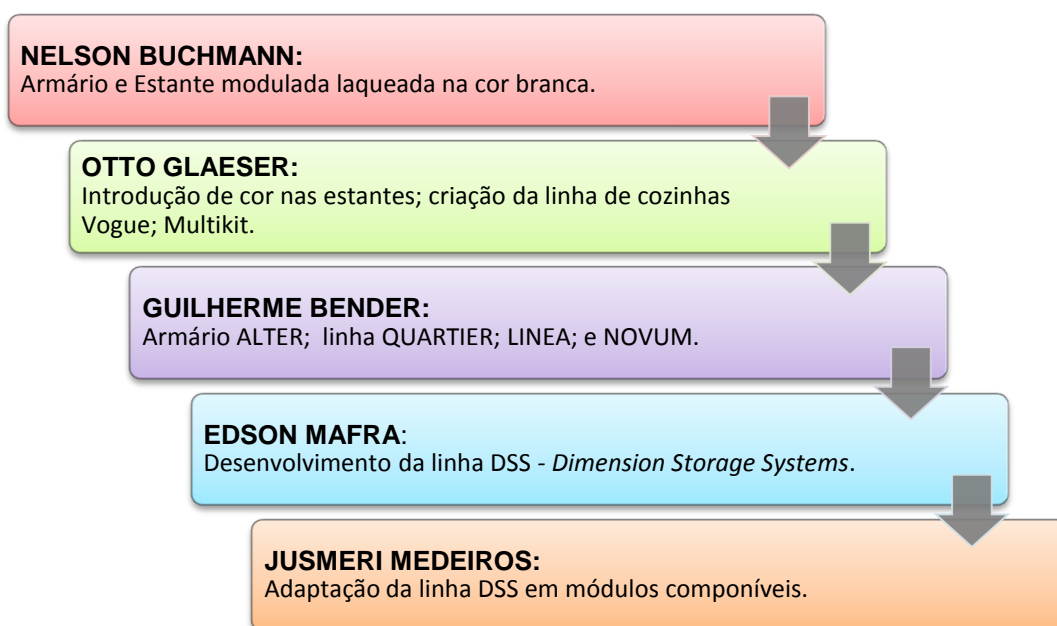 NELSON BUCHMANN:
Armário e Estante modulada laqueada na cor branca.
OTTO GLAESER:
Introdução de cor nas estantes; criação da linha de cozinhas
Vogue; Multikit.
GUILHERME BENDER:
Armário ALTER; linha QUARTIER; LINEA; e NOVUM.
EDSON MAFRA:
Desenvolvimento da linha DSS - Dimension Storage Systems.
JUSMERI MEDEIROS:
Adaptação da linha DSS em módulos componíveis.